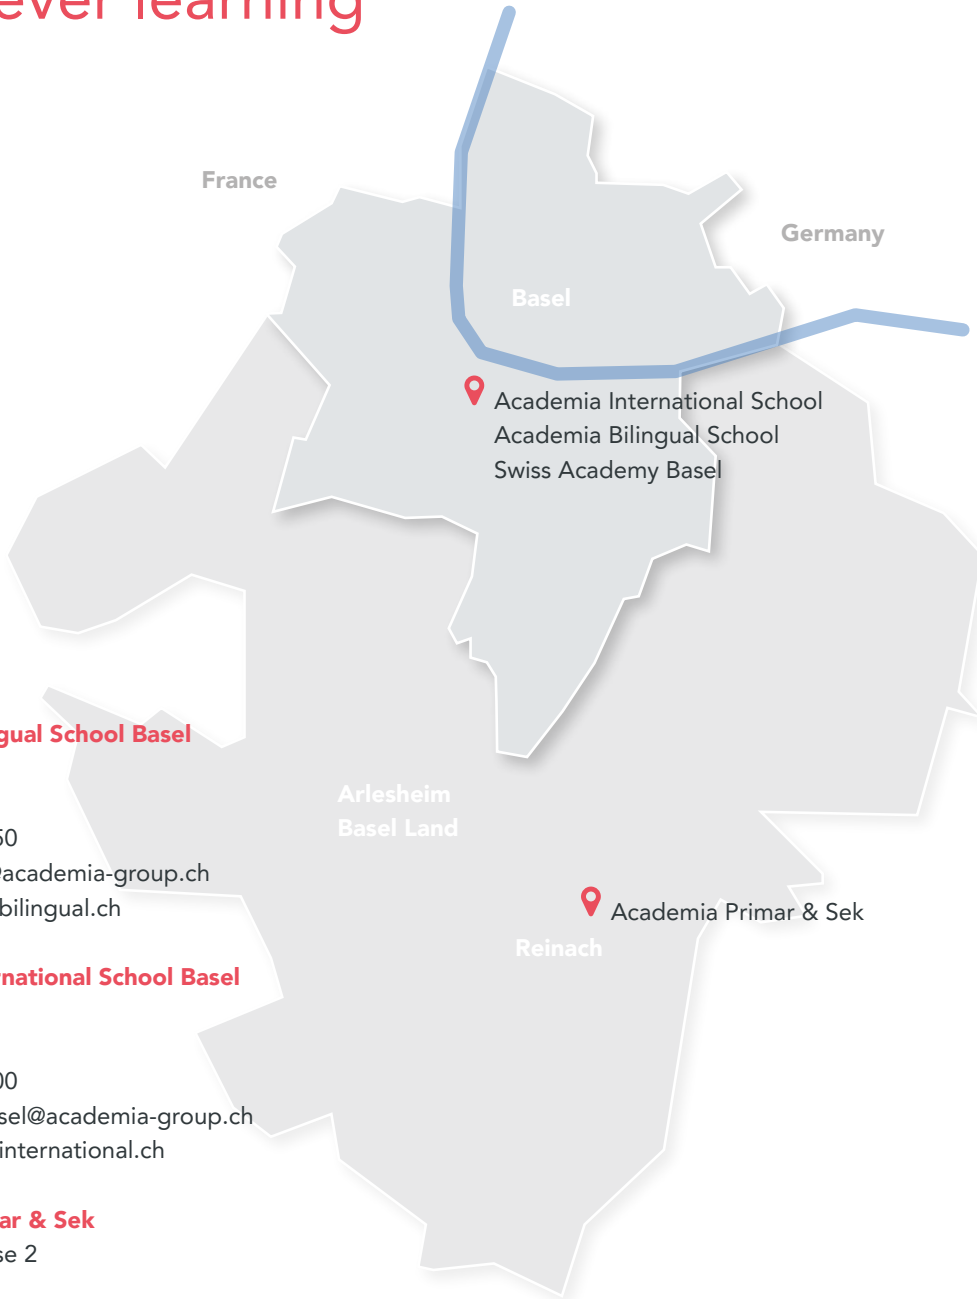 ever learning
France
Germany
Basel
Academia International School
Academia Bilingual School
Swiss Academy Basel
gual School Basel
50
academia-group.ch
bilingual.ch
Arlesheim
Basel Land
Academia Primar & Sek
Reinach
rnational School Basel
00
sel@academia-group.ch
international.ch
ar & Sek
se 2